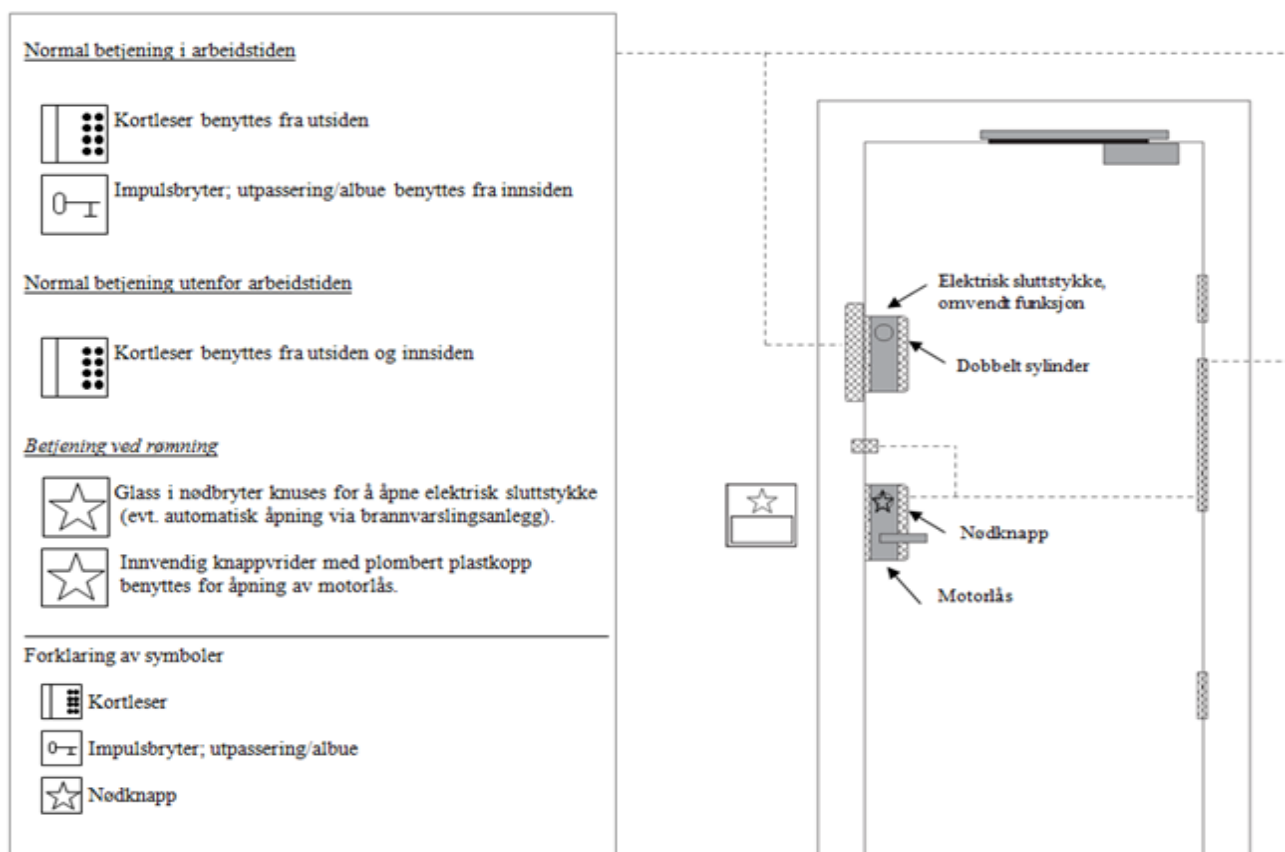 Normal betjening i arbeidstiden
Kortleser benyttes fra utsiden
Impulsbryter; utpassering/albue benyttes fra innsiden
Normal betjening utenfor arbeidstiden
Kortleser benyttes fra utsiden og innsiden
Betjening ved rømning
Glass i nødbryter knuses for å åpne elektrisk sluttstykke
(evt. automatisk åpning via brannvarslingsanlegg).
Innvendig knappvrider med plombert plastkopp
benyttes for åpning av motorlås.
Forklaring av symboler
Kortleser
Impulsbryter; utpassering/albue
Nødknapp
Elektrisk sluttstykke,
omvendt funksjon
Dobbelt sylinder
Nødknapp
Motorlås